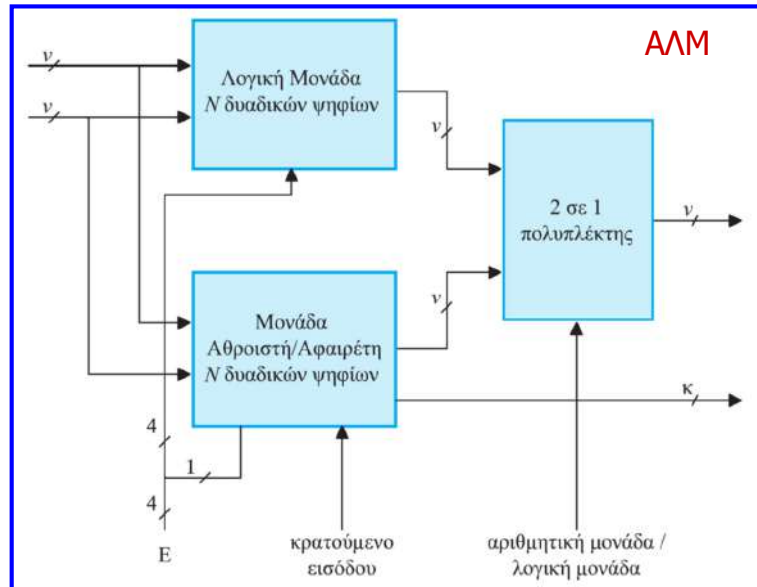 ΑΛΜ
ν
ν
Λογική Μονάδα
N δυαδικών ψηφίων
ν
2 σε 1
πολυπλέκτης
ν
Μονάδα
Αθροιστή/Αφαιρέτη
N δυαδικών ψηφίων
ν
κ
4
1
4
Ε
κρατούμενο
εισόδου
αριθμητική μονάδα /
λογική μονάδα